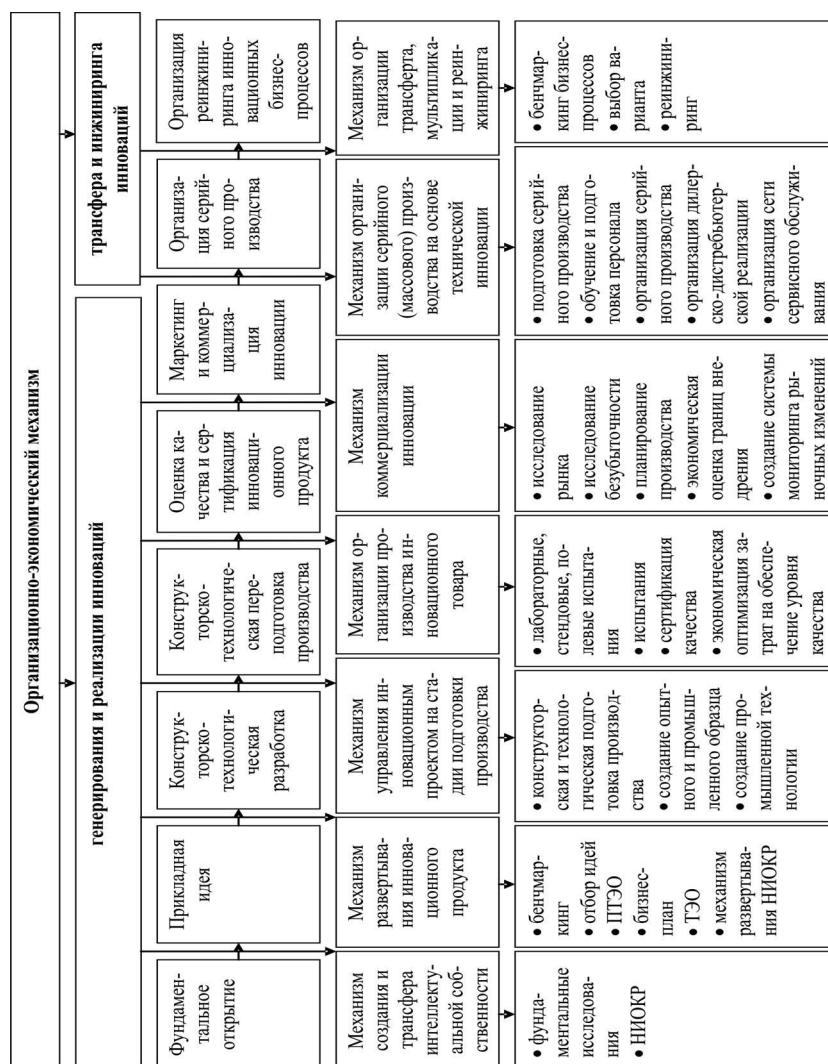 Организационно-экономический механизм
генерирования и реализации инноваций
трансфера и инжиниринга
инноваций
Фундамен-
тальное
открытие
Прикладная
идея
Конструк-
торско-
технологи-
ческая
разработка
Конструк-
торско-
технологиче-
ская пере-
подготовка
производства
Оценка ка-
чества и сер-
тификация
инноваци-
онного
продукта
Маркетинг
и коммер-
циализа-
ция
инновации
Организа-
ция серий-
ного про-
изводства
Организация
реинжини-
ринга инно-
вационных
бизнес-
процессов
Механизм
создания и
трансфера
интеллекту-
альной соб-
ственности
Механизм
развертыва-
ния иннова-
ционного
продукта
Механизм
управления ин-
новационным
проектом на ста-
дии подготовки
производства
Механизм ор-
ганизации про-
изводства ин-
новационного
товара
Механизм
коммерциализации
инновации
Механизм органи-
зации серийного
(массового) произ-
водства на основе
технической
инновации
Механизм ор-
ганизации
трансферта,
мультиплика-
ции и реин-
жиниринга
• фунда-
ментальные
исследова-
ния
• НИОКР
• бенчмар-
кинг
• отбор идей
• ПТЭО
• бизнес-
план
• ТЭО
• механизм
развертыва-
ния НИОКР
• конструктор-
ская и техноло-
гическая подго-
товка производ-
ства
• создание опыт-
ного и промыш-
ленного образца
• создание про-
мышленной тех-
нологии
• лабораторные,
стендовые, по-
левые испыта-
ния
• испытания
• сертификация
качества
• экономическая
оптимизация за-
трат на обеспе-
чение уровня
качества
• исследование
рынка
• исследование
безубыточности
• планирование
производства
• экономическая
оценка границ вне-
дрения
• создание системы
мониторинга ры-
ночных изменений
• подготовка серий-
ного производства
• обучение и подго-
товка персонала
• организация серий-
ного производства
• организация дилер-
ско-дистребьютер-
ской реализации
• организация сети
сервисного обслужи-
вания
• бенчмар-
кинг бизнес-
процессов
• выбор ва-
рианта
• реинжини-
ринг